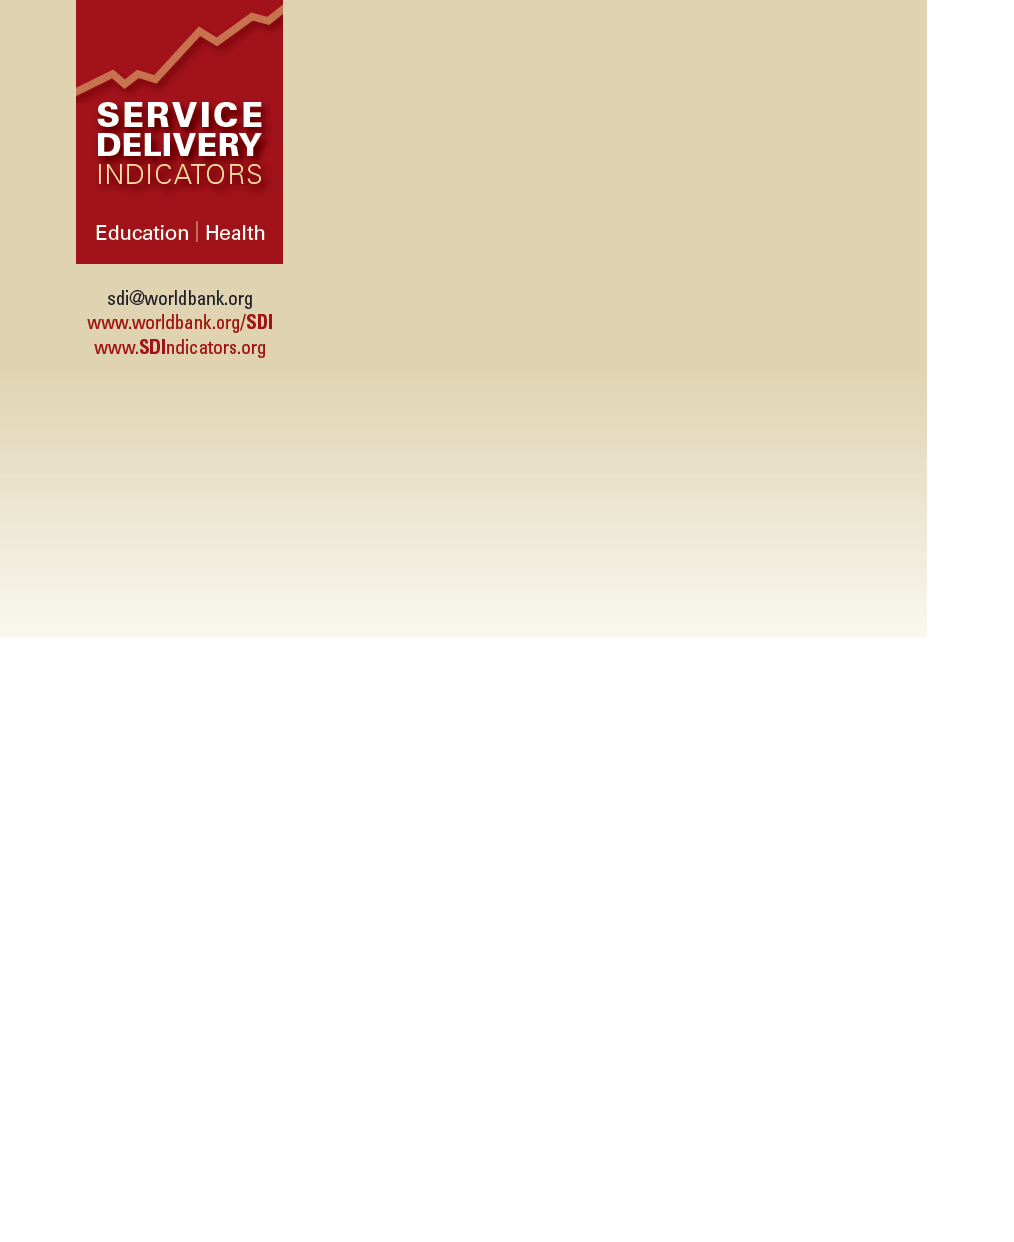 SERVICE
DELIVERY
INDICATORS
Education | Health
sdi@worldbank.org
www.worldbank.org/SDI
www.SDIndicators.org